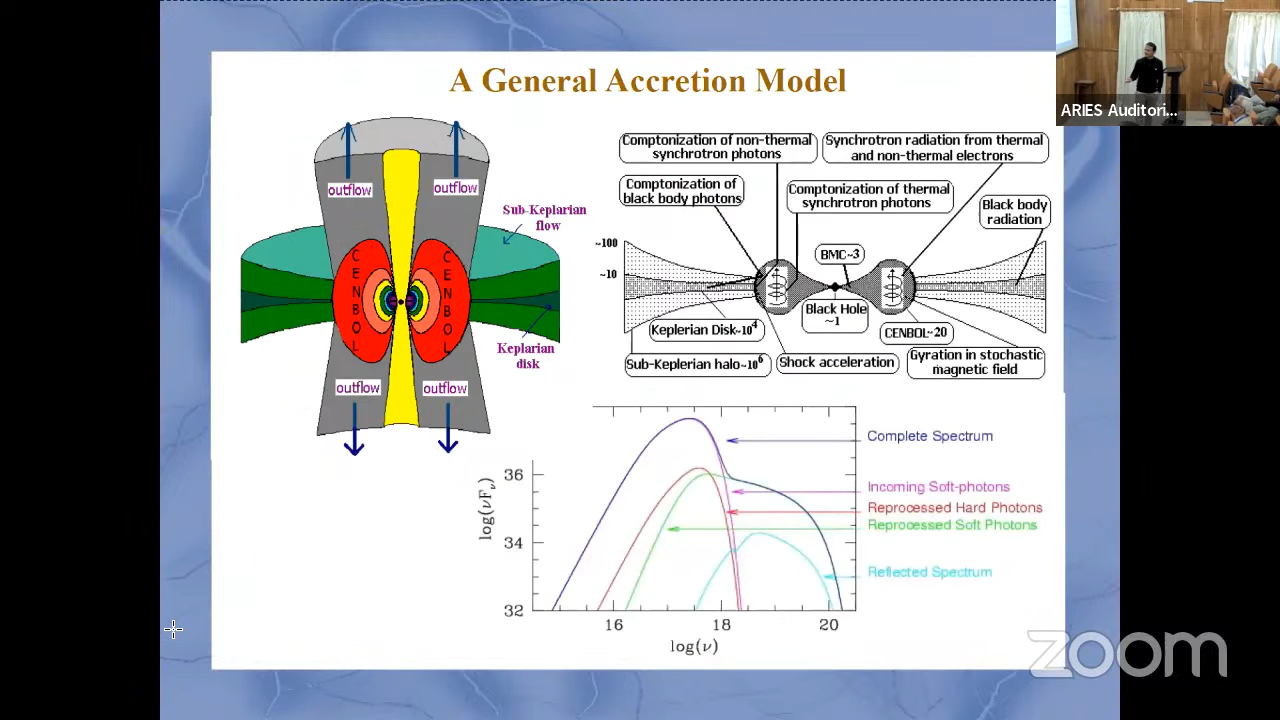 A General Accretion Model
ARIES Auditori...
outflow
outflow
Sub-Keplarian
flow
CENBOL
CENBOL
Keplarian
disk
outflow
outflow
Comptonization of non-thermal
synchrotron photons
Synchrotron radiation from thermal
and non-thermal electrons
Comptonization of
black body photons
Comptonization of thermal
synchrotron photons
Black body
radiation
~100
~10
BMC~3
Black Hole
~1
Keplerian Disk~10⁴
CENBOL~20
Sub-Keplerian halo~10⁶
Shock acceleration
Gyration in stochastic
magnetic field
log(νFν)
36
34
32
16
18
20
log(ν)
Complete Spectrum
Incoming Soft-photons
Reprocessed Hard Photons
Reprocessed Soft Photons
Reflected Spectrum
zoom